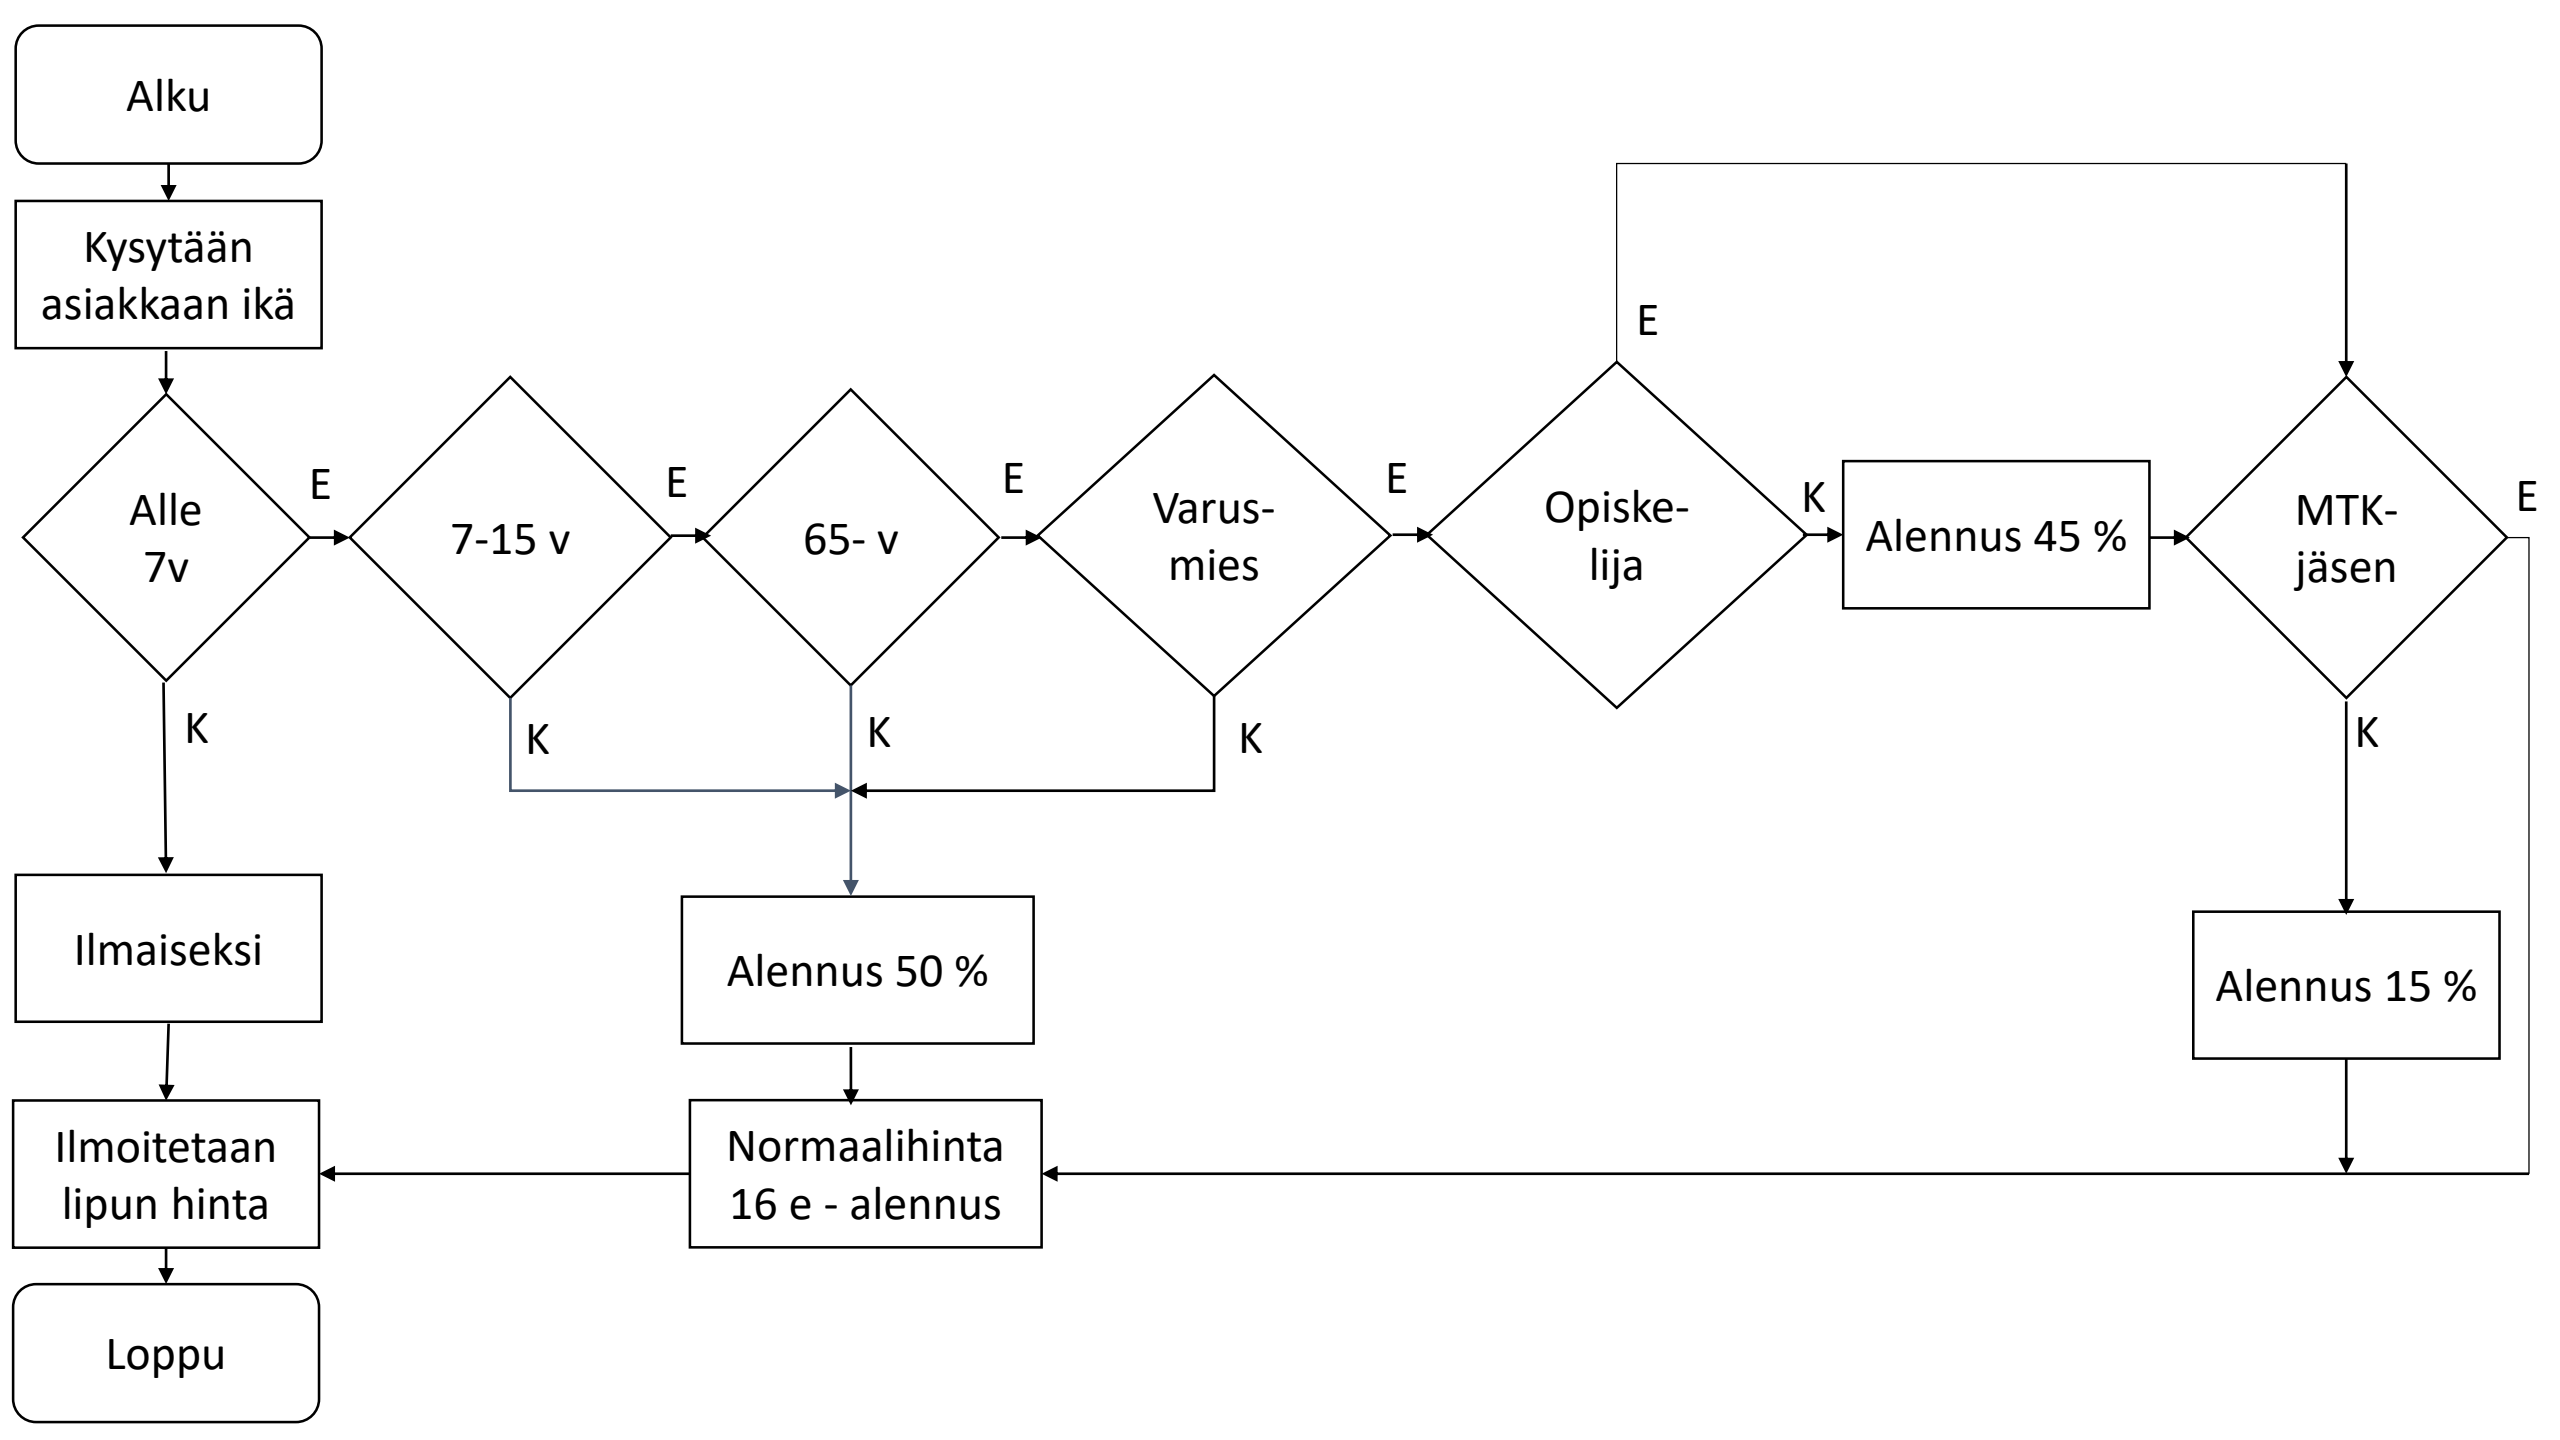 Alku
Kysytään
asiakkaan ikä
E
Alle
7v
E
7-15 v
E
65- v
E
Varus-
mies
E
Opiske-
lija
K
Alennus 45 %
MTK-
jäsen
E
K
K
K
K
K
Ilmaiseksi
Alennus 50 %
Alennus 15 %
Ilmoitetaan
lipun hinta
Normaalihinta
16 e - alennus
Loppu